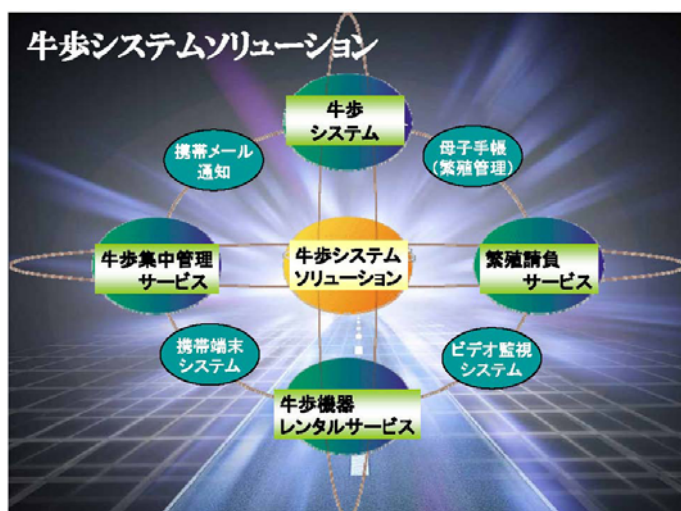 牛歩システムソリューション
牛歩
システム
携帯メール
通知
母子手帳
(繁殖管理)
牛歩集中管理
サービス
牛歩システム
ソリューション
繁殖請負
サービス
携帯端末
システム
ビデオ監視
システム
牛歩機器
レンタルサービス